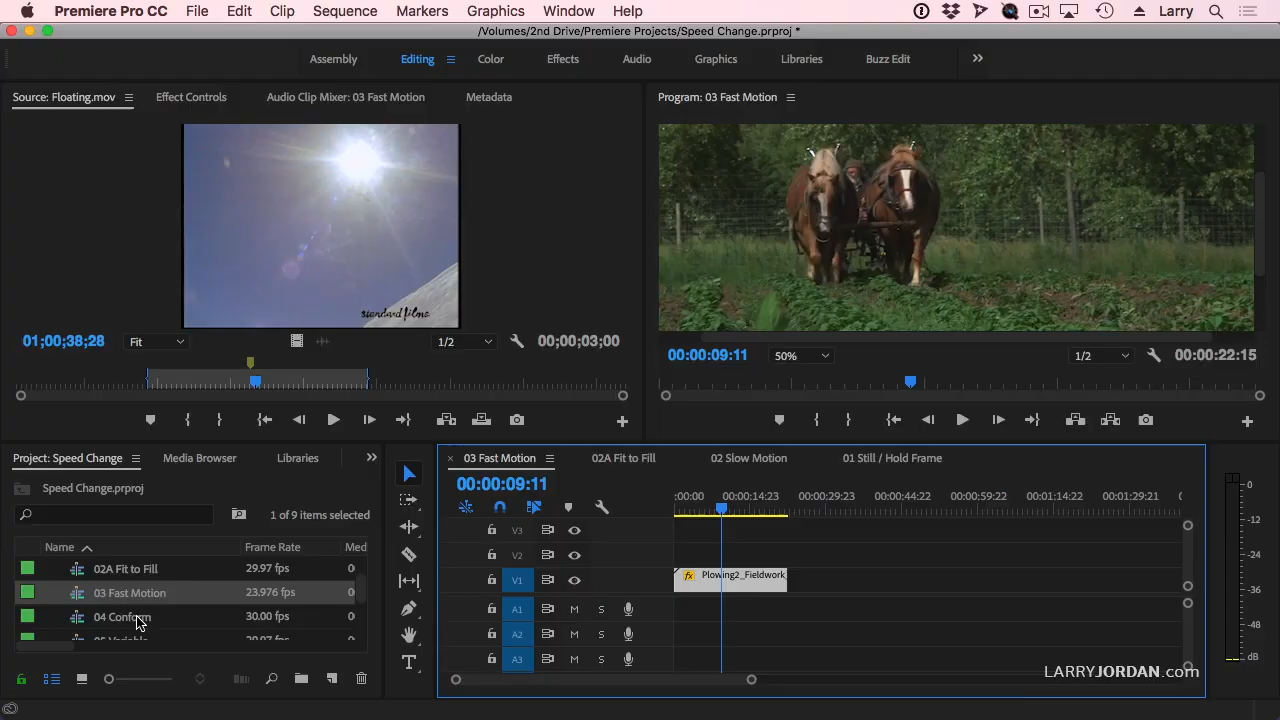 Premiere Pro CC File Edit Clip Sequence Markers Graphics Window Help Larry
/Volumes/2nd Drive/Premiere Projects/Speed Change.prproj *
Assembly Editing Color Effects Audio Graphics Libraries Buzz Edit
Source: Floating.mov Effect Controls Audio Clip Mixer: 03 Fast Motion Metadata
Program: 03 Fast Motion
standard films
01;00;38;28 Fit 1/2 00;00;03;00
00:00:09:11 50% 1/2 00:00:22:15
Project: Speed Change Media Browser Libraries
Speed Change.prproj
1 of 9 items selected
Name Frame Rate Med
02A Fit to Fill 29.97 fps
03 Fast Motion 23.976 fps
04 Conform 30.00 fps
03 Fast Motion 02A Fit to Fill 02 Slow Motion 01 Still / Hold Frame
00:00:09:11
:00:00 00:00:14:23 00:00:29:23 00:00:44:22 00:00:59:22 00:01:14:22 00:01:29:21
V3
V2
V1 fx Plowing2_Fieldwork_
A1 M S
A2 M S
A3 M S
0
-12
-24
-36
-48
dB
LARRYJORDAN.com